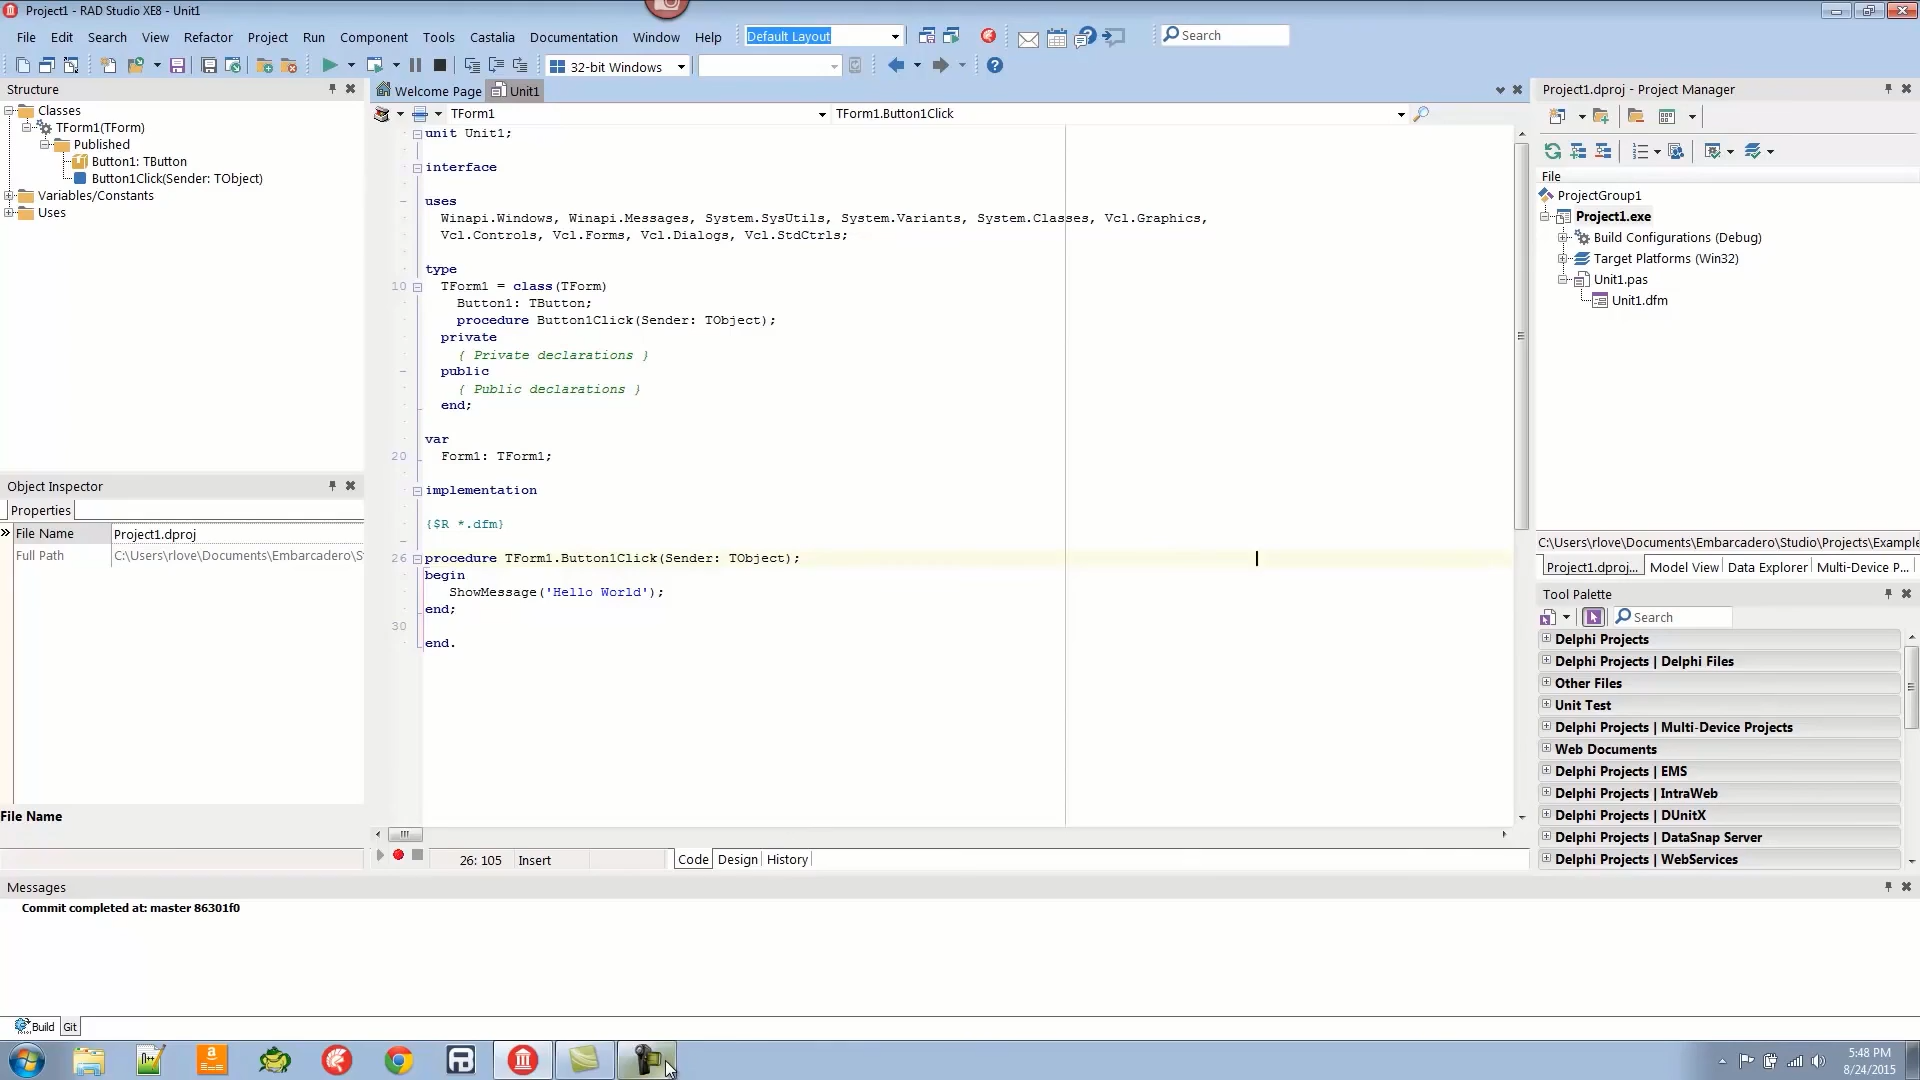 Project1 - RAD Studio XE8 - Unit1
File Edit Search View Refactor Project Run Component Tools Castalia Documentation Window Help Default Layout Search
32-bit Windows
Structure
Classes
TForm1(TForm)
Published
Button1: TButton
Button1Click(Sender: TObject)
Variables/Constants
Uses
Object Inspector
Properties
File Name Project1.dproj
Full Path C:\Users\rlove\Documents\Embarcadero\S
File Name
Welcome Page Unit1
TForm1 TForm1.Button1Click
unit Unit1;
interface
uses
Winapi.Windows, Winapi.Messages, System.SysUtils, System.Variants, System.Classes, Vcl.Graphics,
Vcl.Controls, Vcl.Forms, Vcl.Dialogs, Vcl.StdCtrls;
type
10 TForm1 = class(TForm)
Button1: TButton;
procedure Button1Click(Sender: TObject);
private
{ Private declarations }
public
{ Public declarations }
end;
var
20 Form1: TForm1;
implementation
{$R *.dfm}
26 procedure TForm1.Button1Click(Sender: TObject);
begin
ShowMessage('Hello World');
end;
30
end.
26: 105 Insert Code Design History
Project1.dproj - Project Manager
File
ProjectGroup1
Project1.exe
Build Configurations (Debug)
Target Platforms (Win32)
Unit1.pas
Unit1.dfm
C:\Users\rlove\Documents\Embarcadero\Studio\Projects\Example
Project1.dproj... Model View Data Explorer Multi-Device P...
Tool Palette
Search
Delphi Projects
Delphi Projects | Delphi Files
Other Files
Unit Test
Delphi Projects | Multi-Device Projects
Web Documents
Delphi Projects | EMS
Delphi Projects | IntraWeb
Delphi Projects | DUnitX
Delphi Projects | DataSnap Server
Delphi Projects | WebServices
Messages
Commit completed at: master 86301f0
Build Git
5:48 PM
8/24/2015